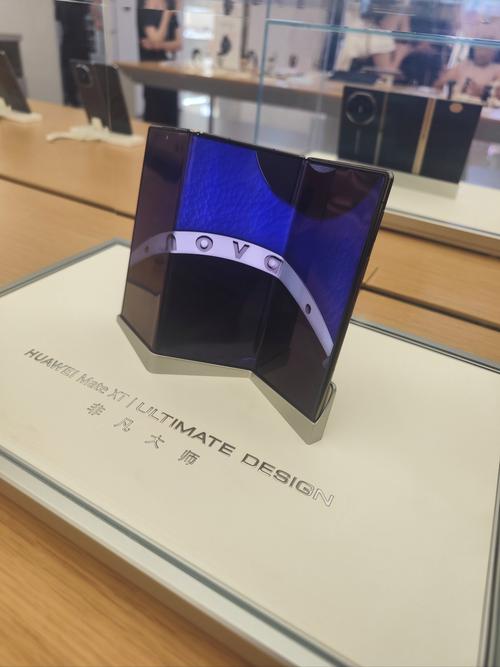 nova
HUAWEI Mate XT | ULTIMATE DESIGN
非凡大师